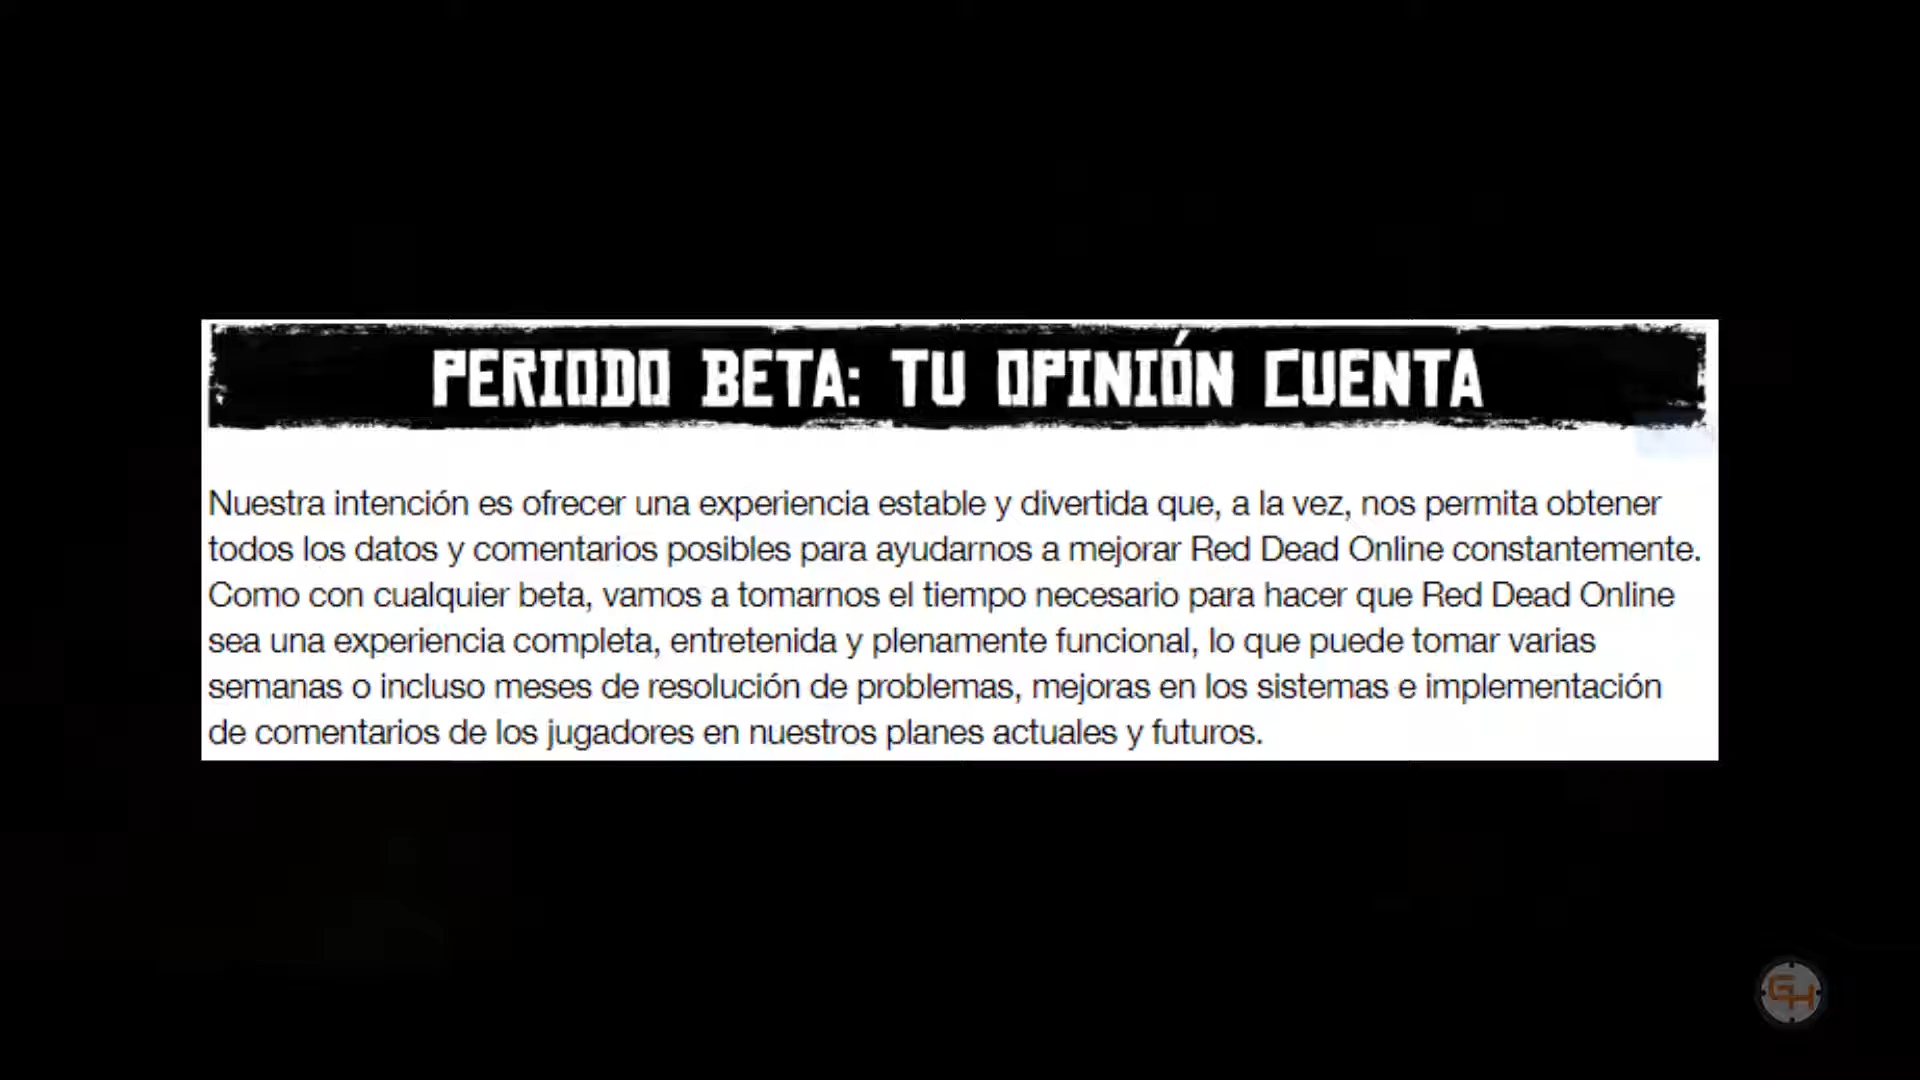 PERIODO BETA: TU OPINIÓN CUENTA
Nuestra intención es ofrecer una experiencia estable y divertida que, a la vez, nos permita obtener
todos los datos y comentarios posibles para ayudarnos a mejorar Red Dead Online constantemente.
Como con cualquier beta, vamos a tomarnos el tiempo necesario para hacer que Red Dead Online
sea una experiencia completa, entretenida y plenamente funcional, lo que puede tomar varias
semanas o incluso meses de resolución de problemas, mejoras en los sistemas e implementación
de comentarios de los jugadores en nuestros planes actuales y futuros.
GH